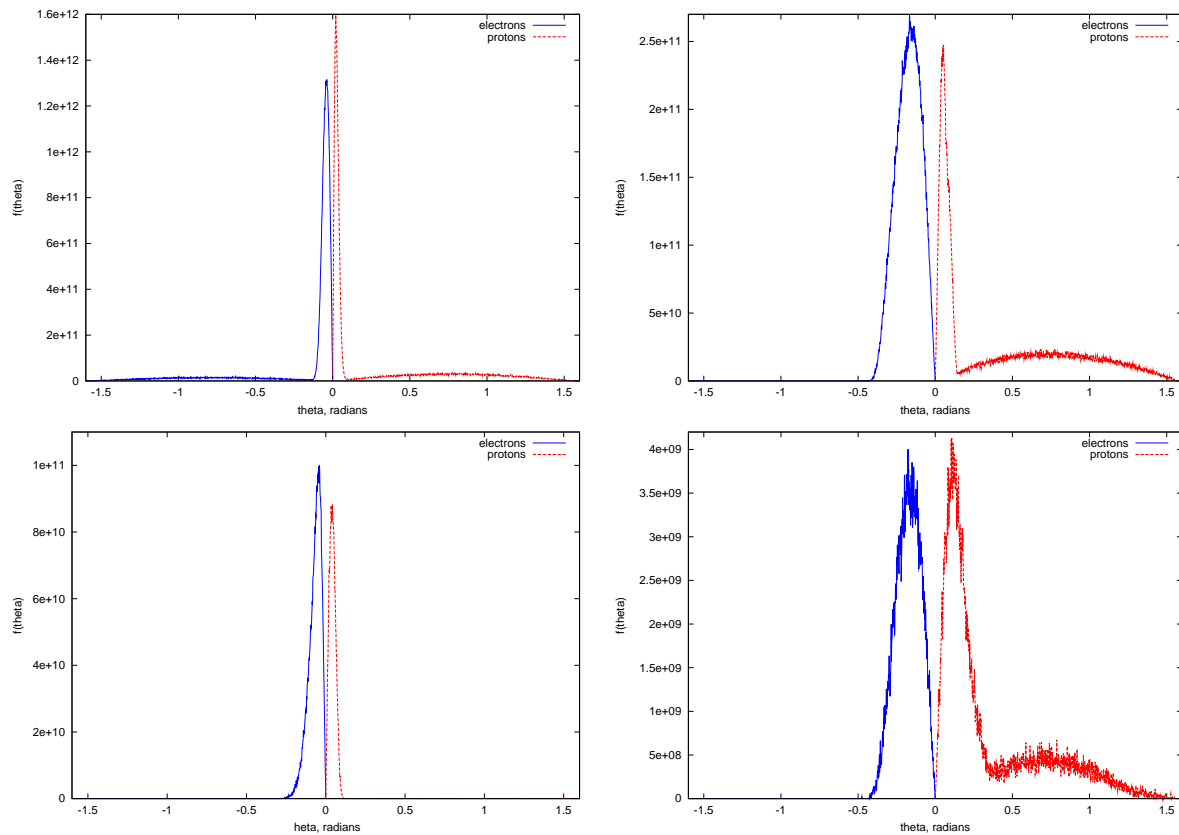 1.6e+12
1.4e+12
1.2e+12
1e+12
8e+11
6e+11
4e+11
2e+11
0
f(theta)
-1.5 -1 -0.5 0 0.5 1 1.5
theta, radians
electrons
protons
2.5e+11
2e+11
1.5e+11
1e+11
5e+10
0
f(theta)
-1.5 -1 -0.5 0 0.5 1 1.5
theta, radians
electrons
protons
1e+11
8e+10
6e+10
4e+10
2e+10
0
f(theta)
-1.5 -1 -0.5 0 0.5 1 1.5
heta, radians
electrons
protons
4e+09
3.5e+09
3e+09
2.5e+09
2e+09
1.5e+09
1e+09
5e+08
0
f(theta)
-1.5 -1 -0.5 0 0.5 1 1.5
theta, radians
electrons
protons